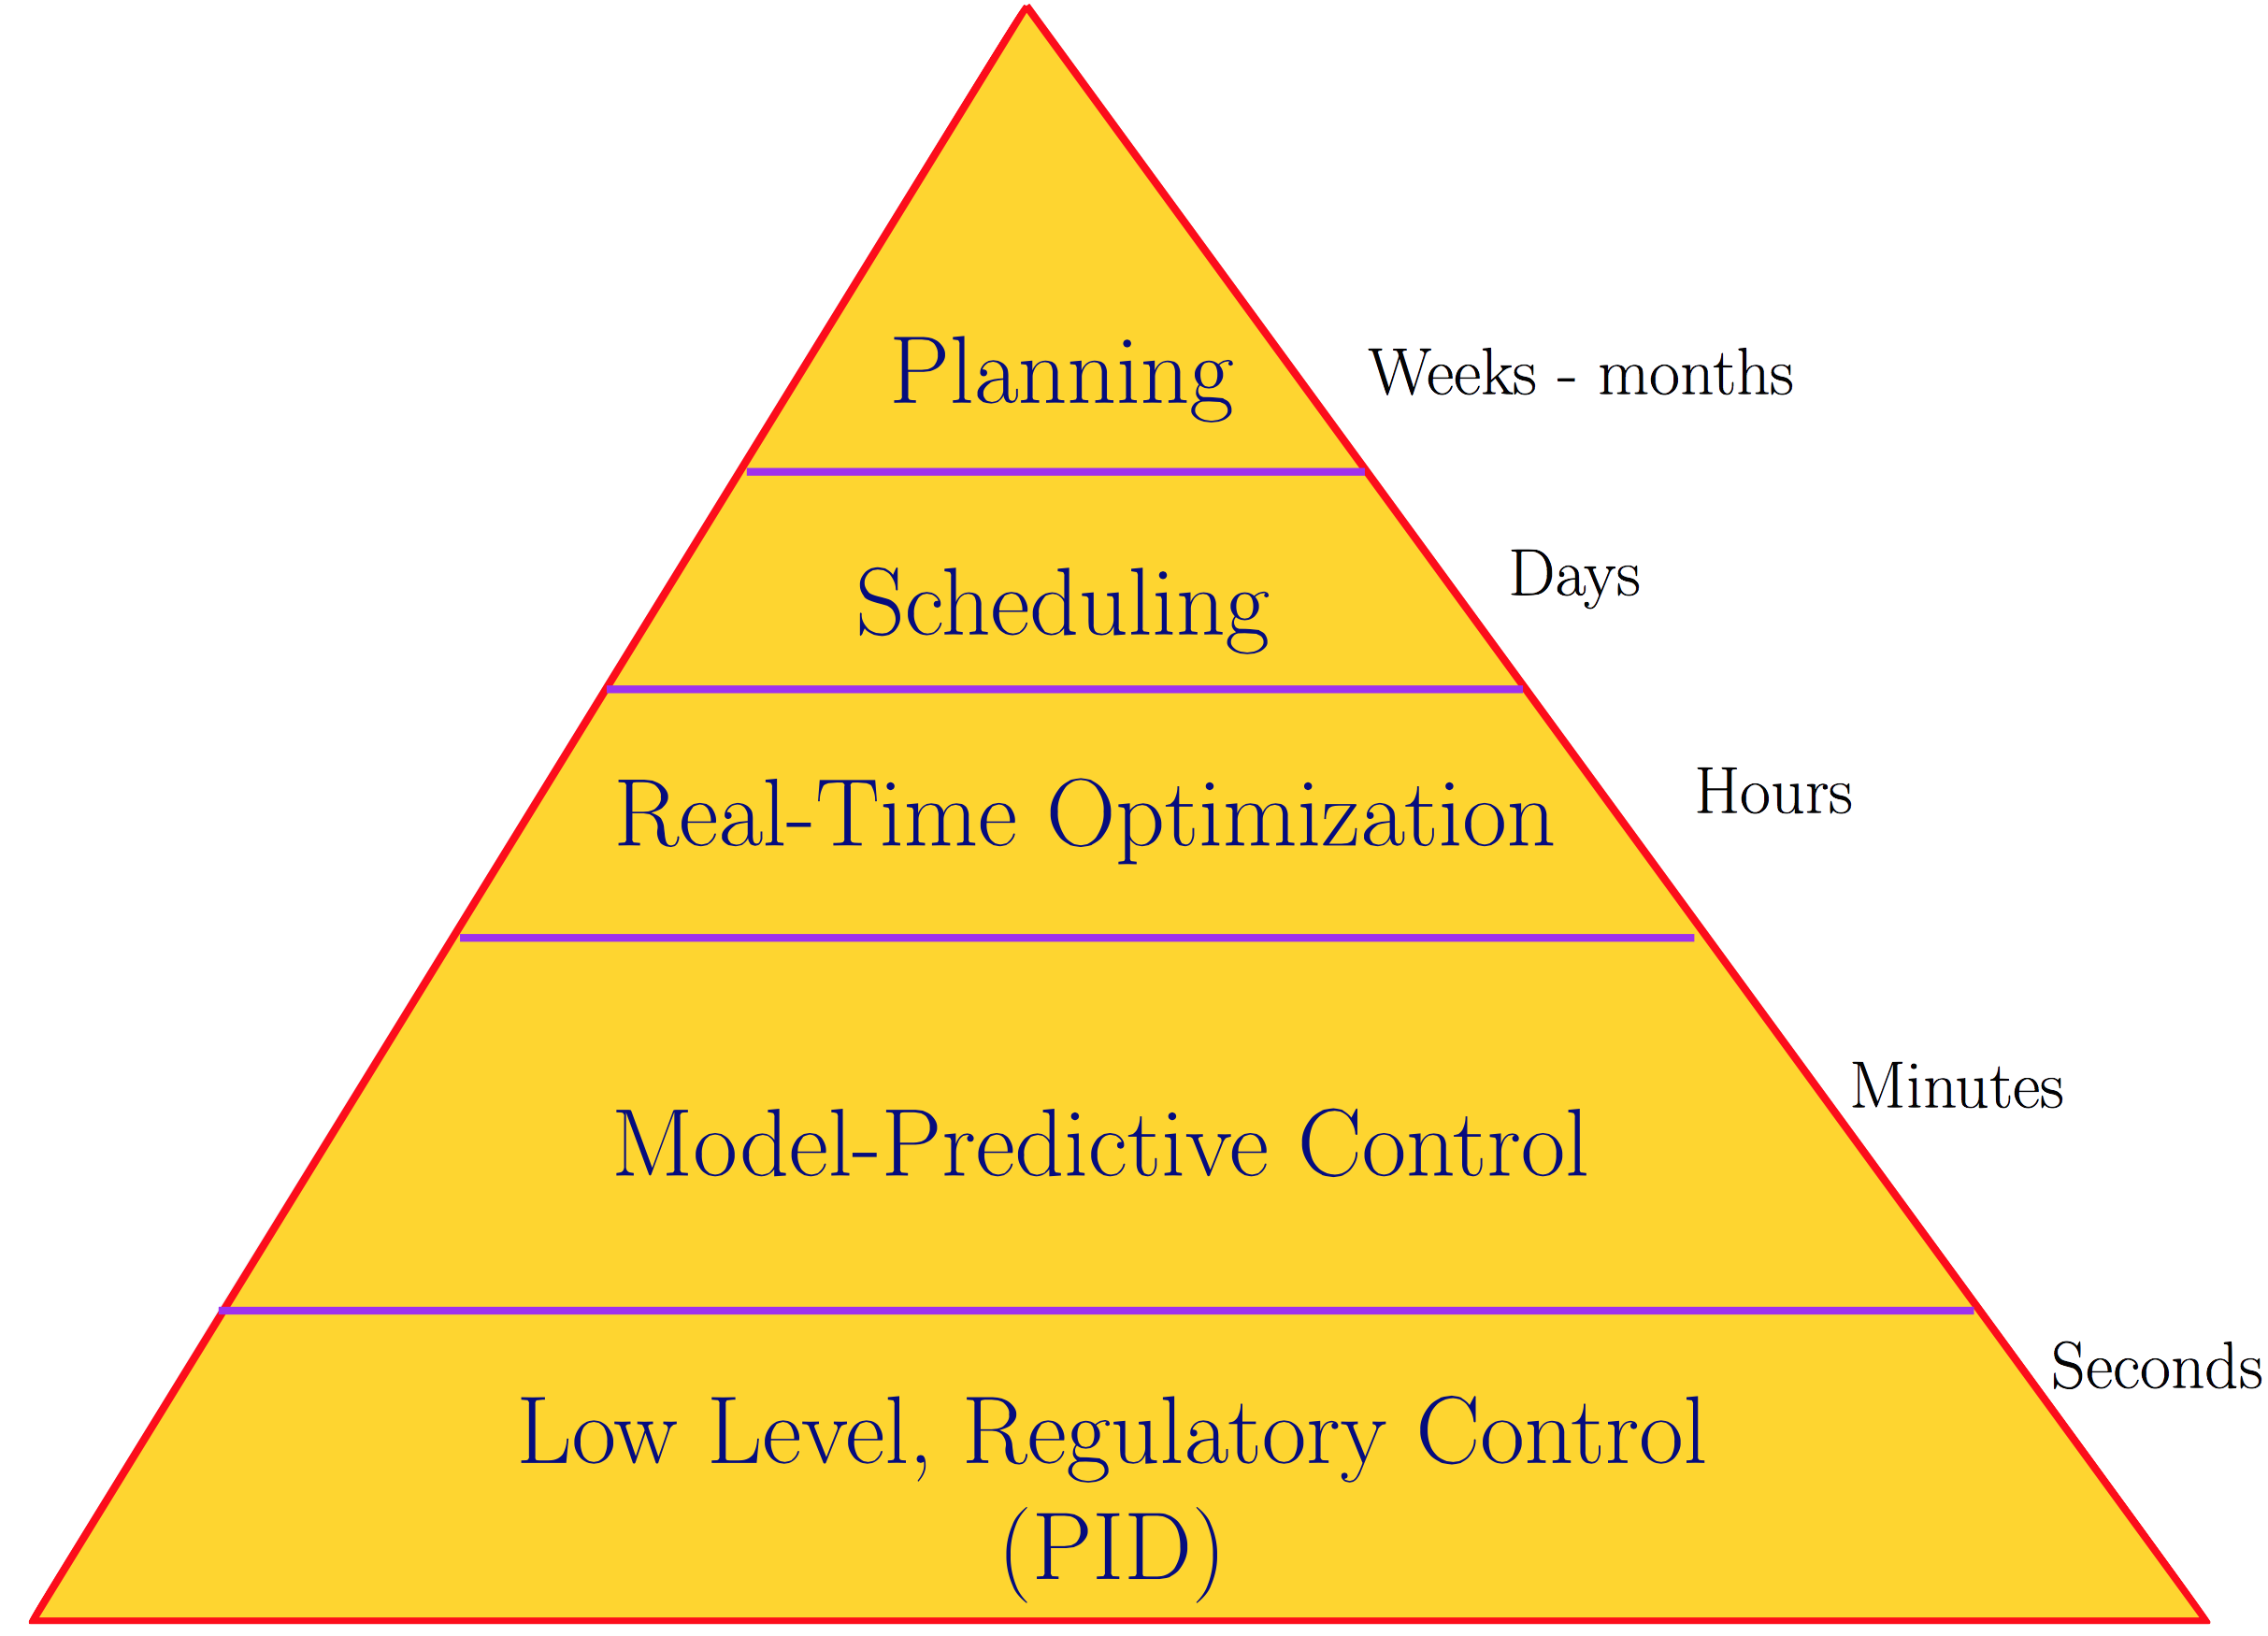 Planning
Weeks - months
Scheduling
Days
Real-Time Optimization
Hours
Model-Predictive Control
Minutes
Low Level, Regulatory Control
(PID)
Seconds